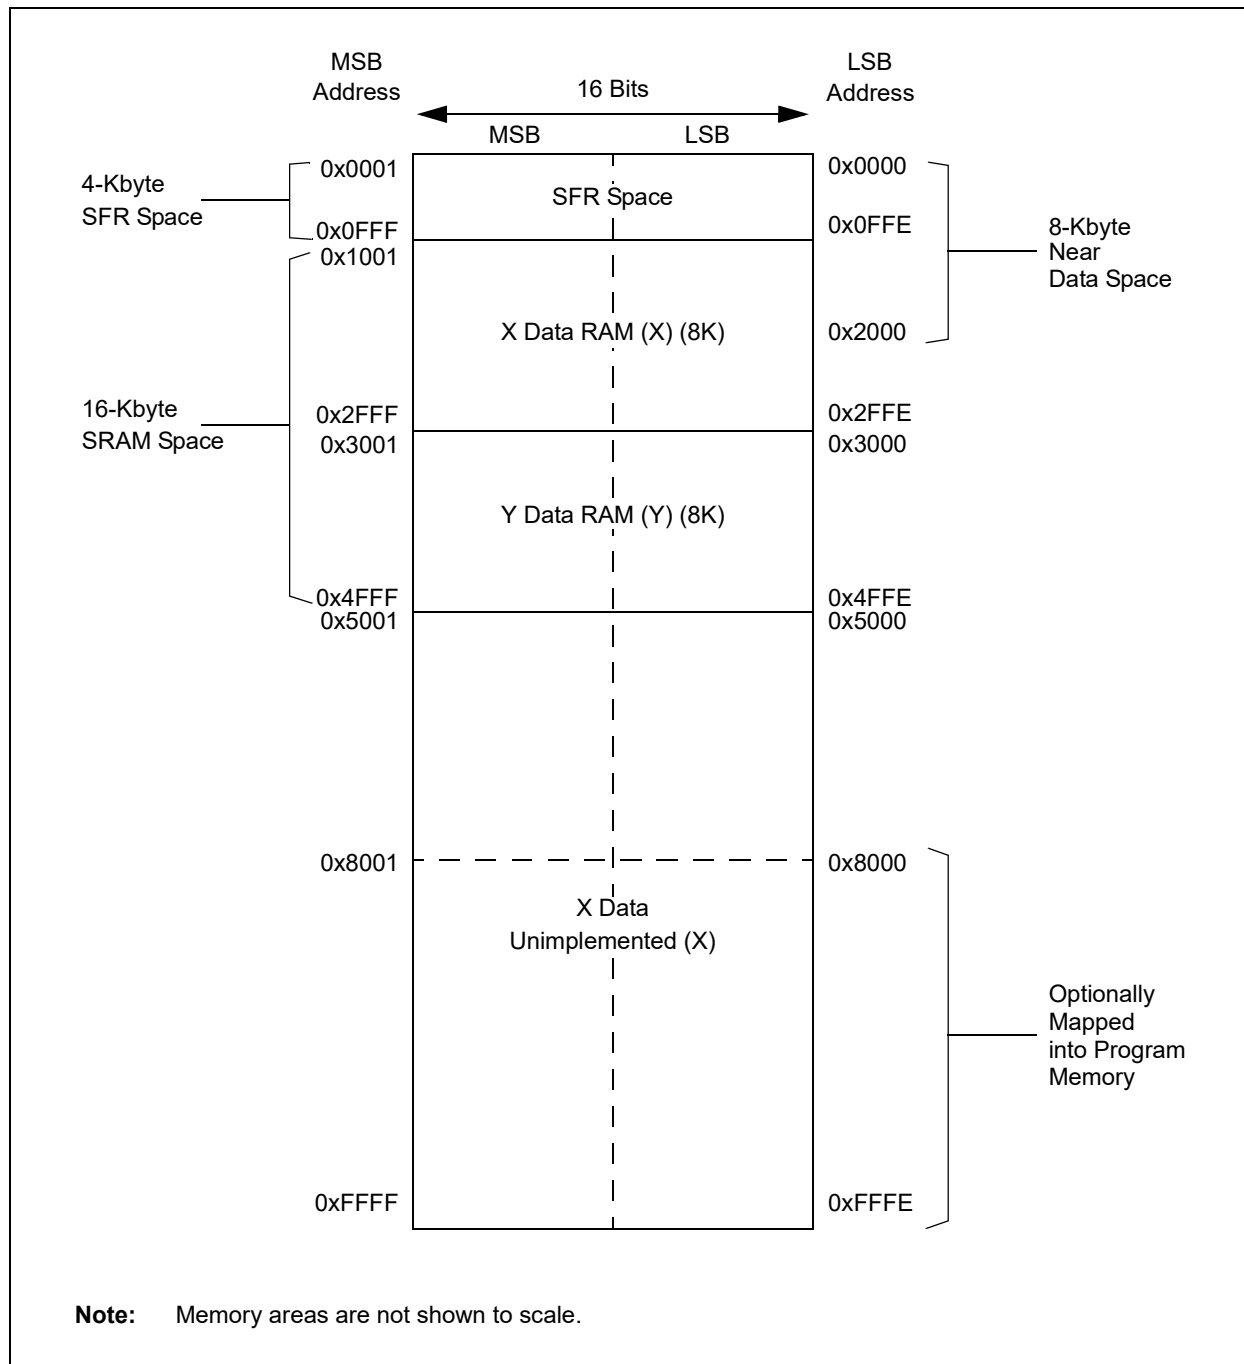 MSB
Address
LSB
Address
16 Bits
MSB
LSB
0x0001
0x0000
4-Kbyte
SFR Space
SFR Space
0x0FFF
0x0FFE
0x1001
8-Kbyte
Near
Data Space
X Data RAM (X) (8K)
0x2000
16-Kbyte
SRAM Space
0x2FFF
0x2FFE
0x3001
0x3000
Y Data RAM (Y) (8K)
0x4FFF
0x4FFE
0x5001
0x5000
0x8001
0x8000
X Data
Unimplemented (X)
Optionally
Mapped
into Program
Memory
0xFFFF
0xFFFE
Note: Memory areas are not shown to scale.